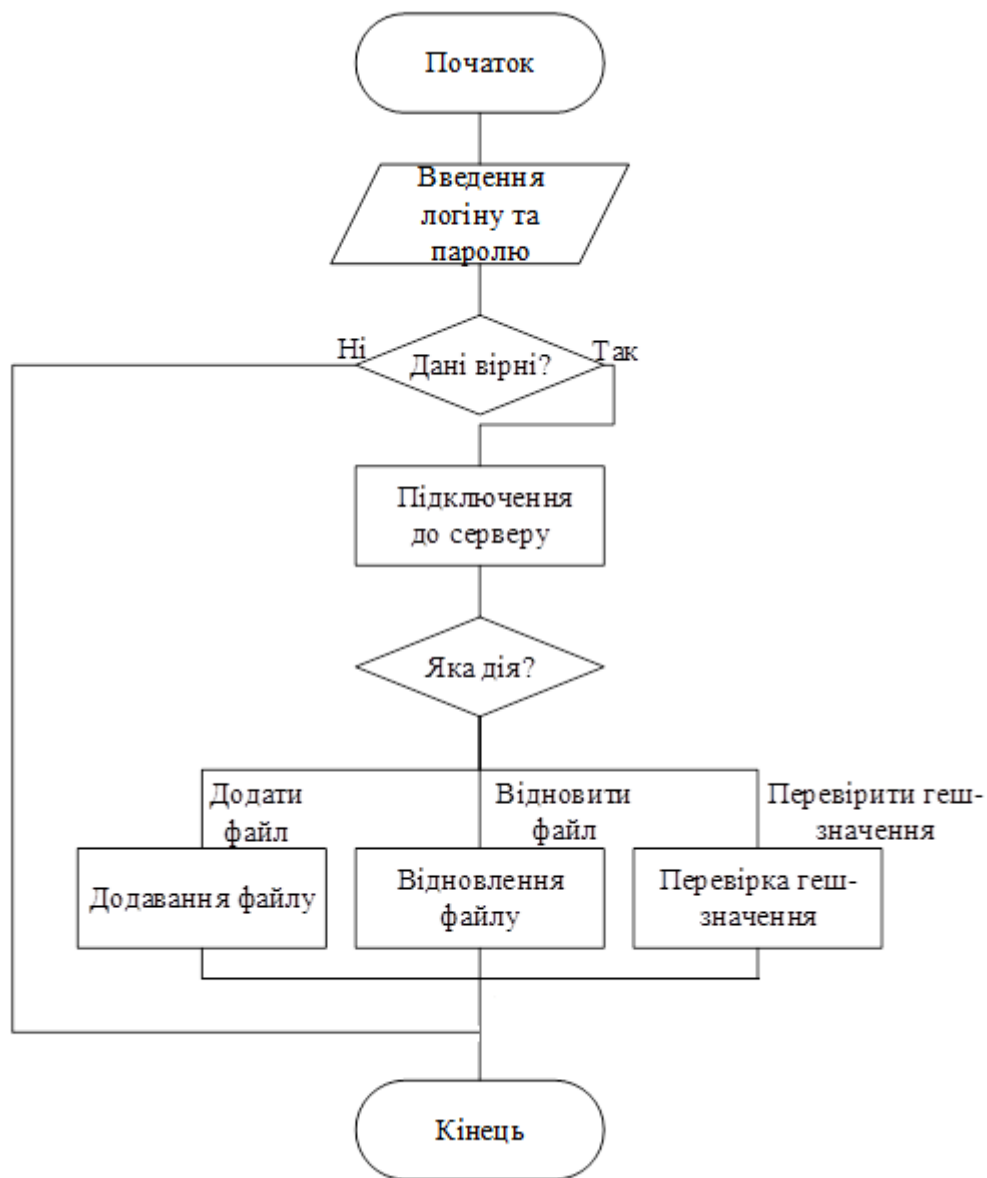 Початок
Введення
логіну та
паролю
Ні
Дані вірні?
Так
Підключення
до серверу
Яка дія?
Додати
файл
Відновити
файл
Перевірити геш-
значення
Додавання файлу
Відновлення
файлу
Перевірка геш-
значення
Кінець